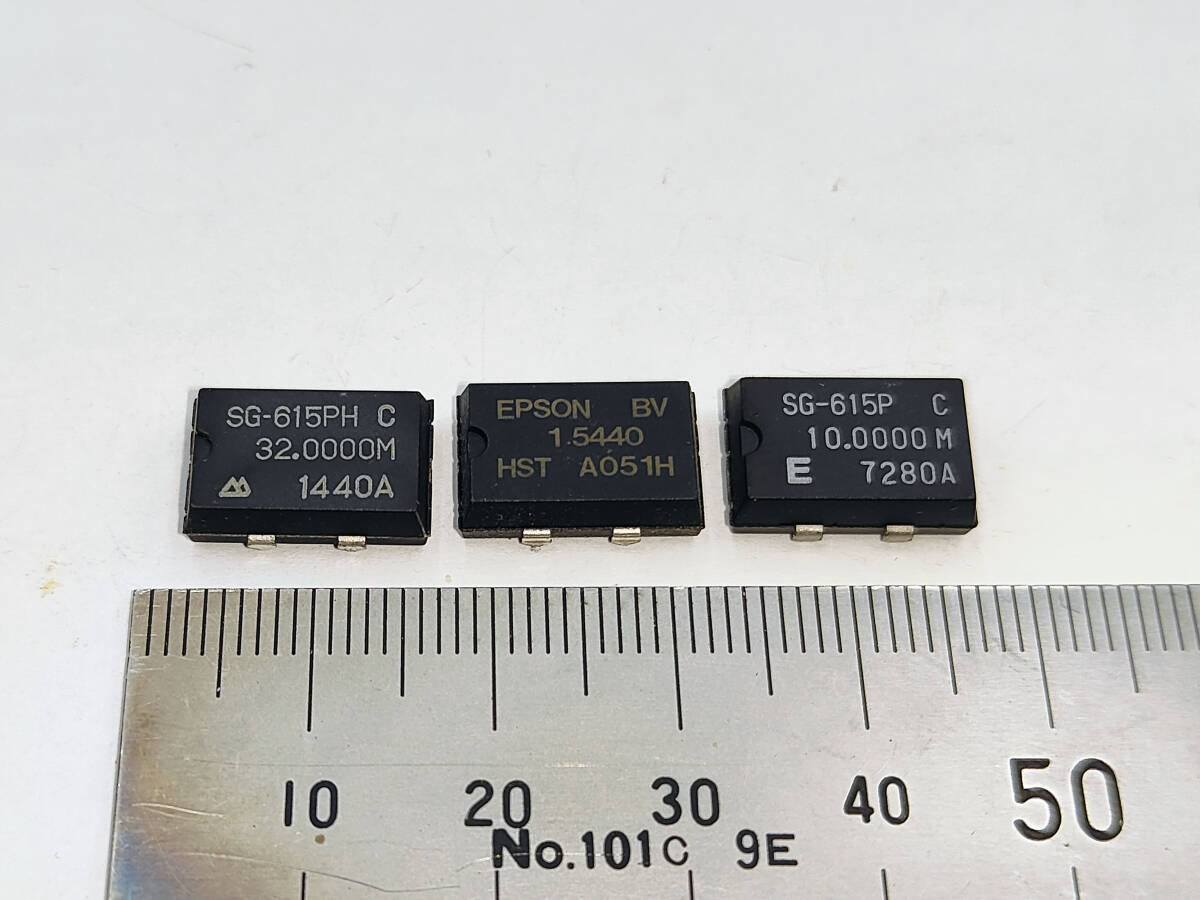 SG-615PH C
32.0000M
1440A
EPSON BV
1.5440
HST A051H
SG-615P C
10.0000M
E 7280A
10 20 30 40 50
No.101C 9E